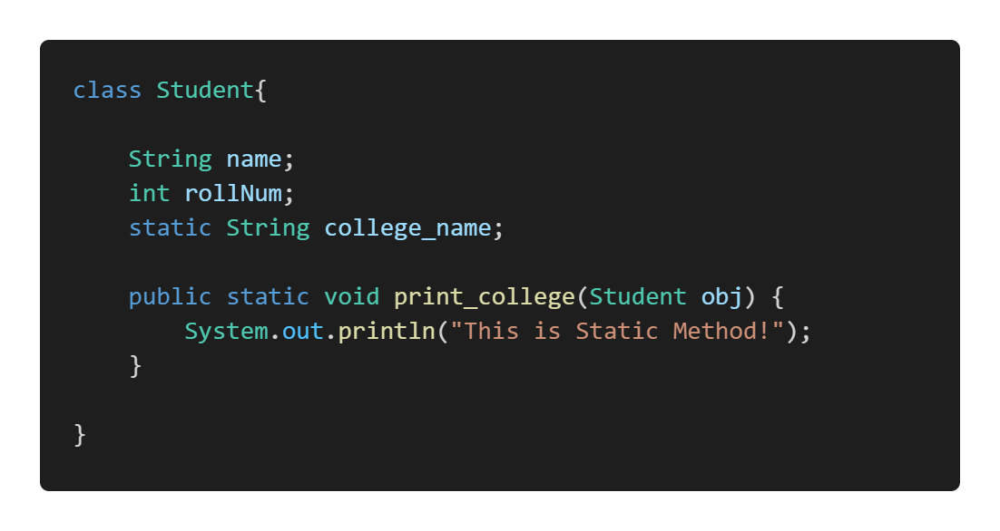 class Student{
    String name;
    int rollNum;
    static String college_name;
    public static void print_college(Student obj) {
        System.out.println("This is Static Method!");
    }
}